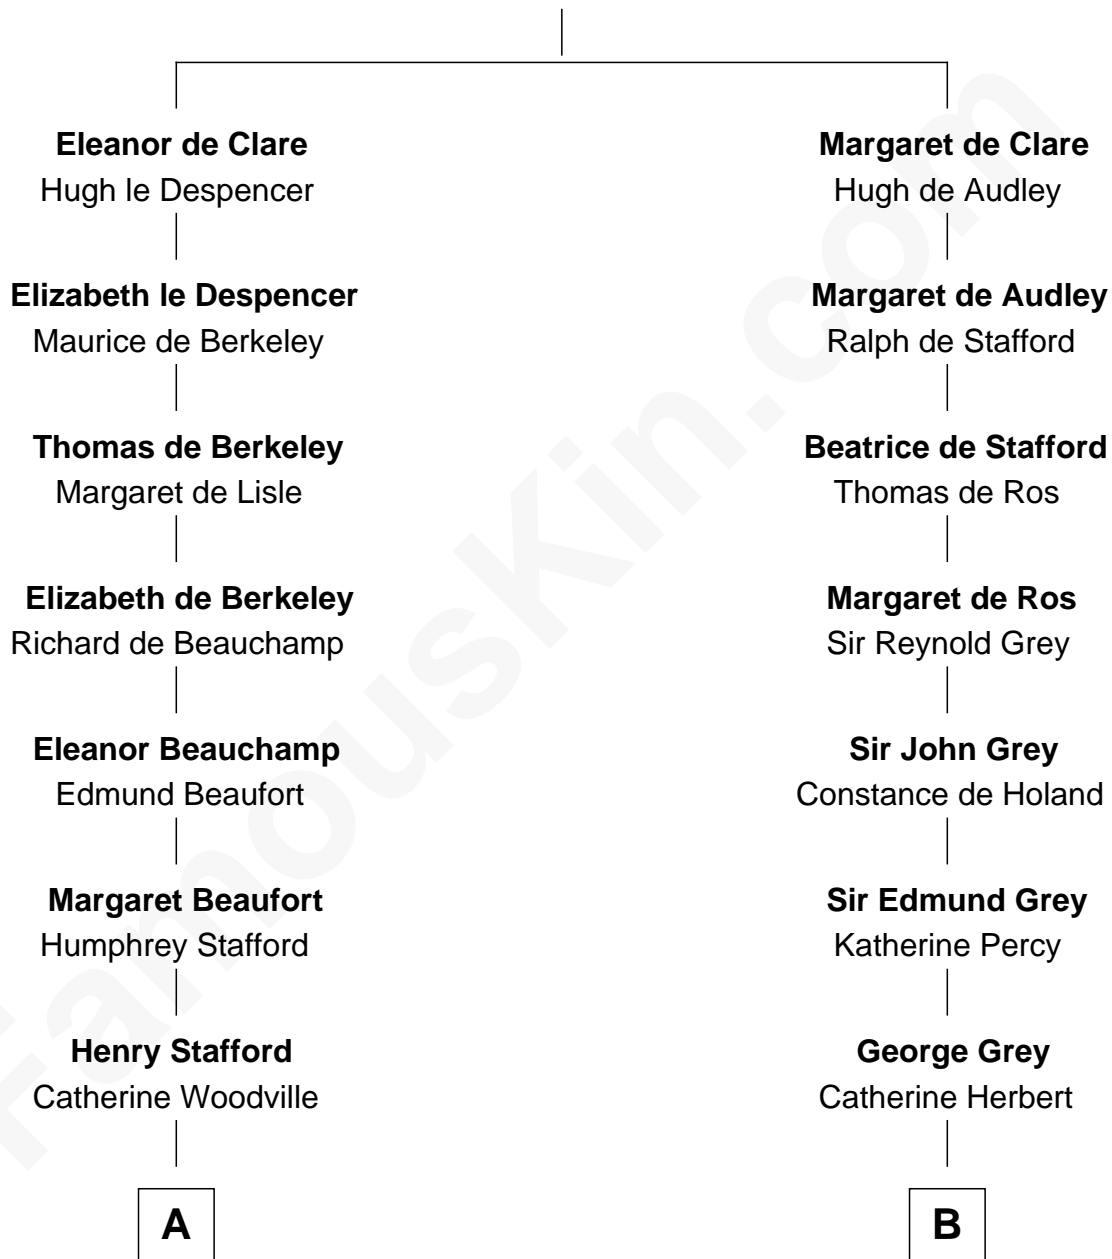 Eleanor de Clare
Hugh le Despencer
Elizabeth le Despencer
Maurice de Berkeley
Thomas de Berkeley
Margaret de Lisle
Elizabeth de Berkeley
Richard de Beauchamp
Eleanor Beauchamp
Edmund Beaufort
Margaret Beaufort
Humphrey Stafford
Henry Stafford
Catherine Woodville
A
Margaret de Clare
Hugh de Audley
Margaret de Audley
Ralph de Stafford
Beatrice de Stafford
Thomas de Ros
Margaret de Ros
Sir Reynold Grey
Sir John Grey
Constance de Holand
Sir Edmund Grey
Katherine Percy
George Grey
Catherine Herbert
B
FamousKin.com